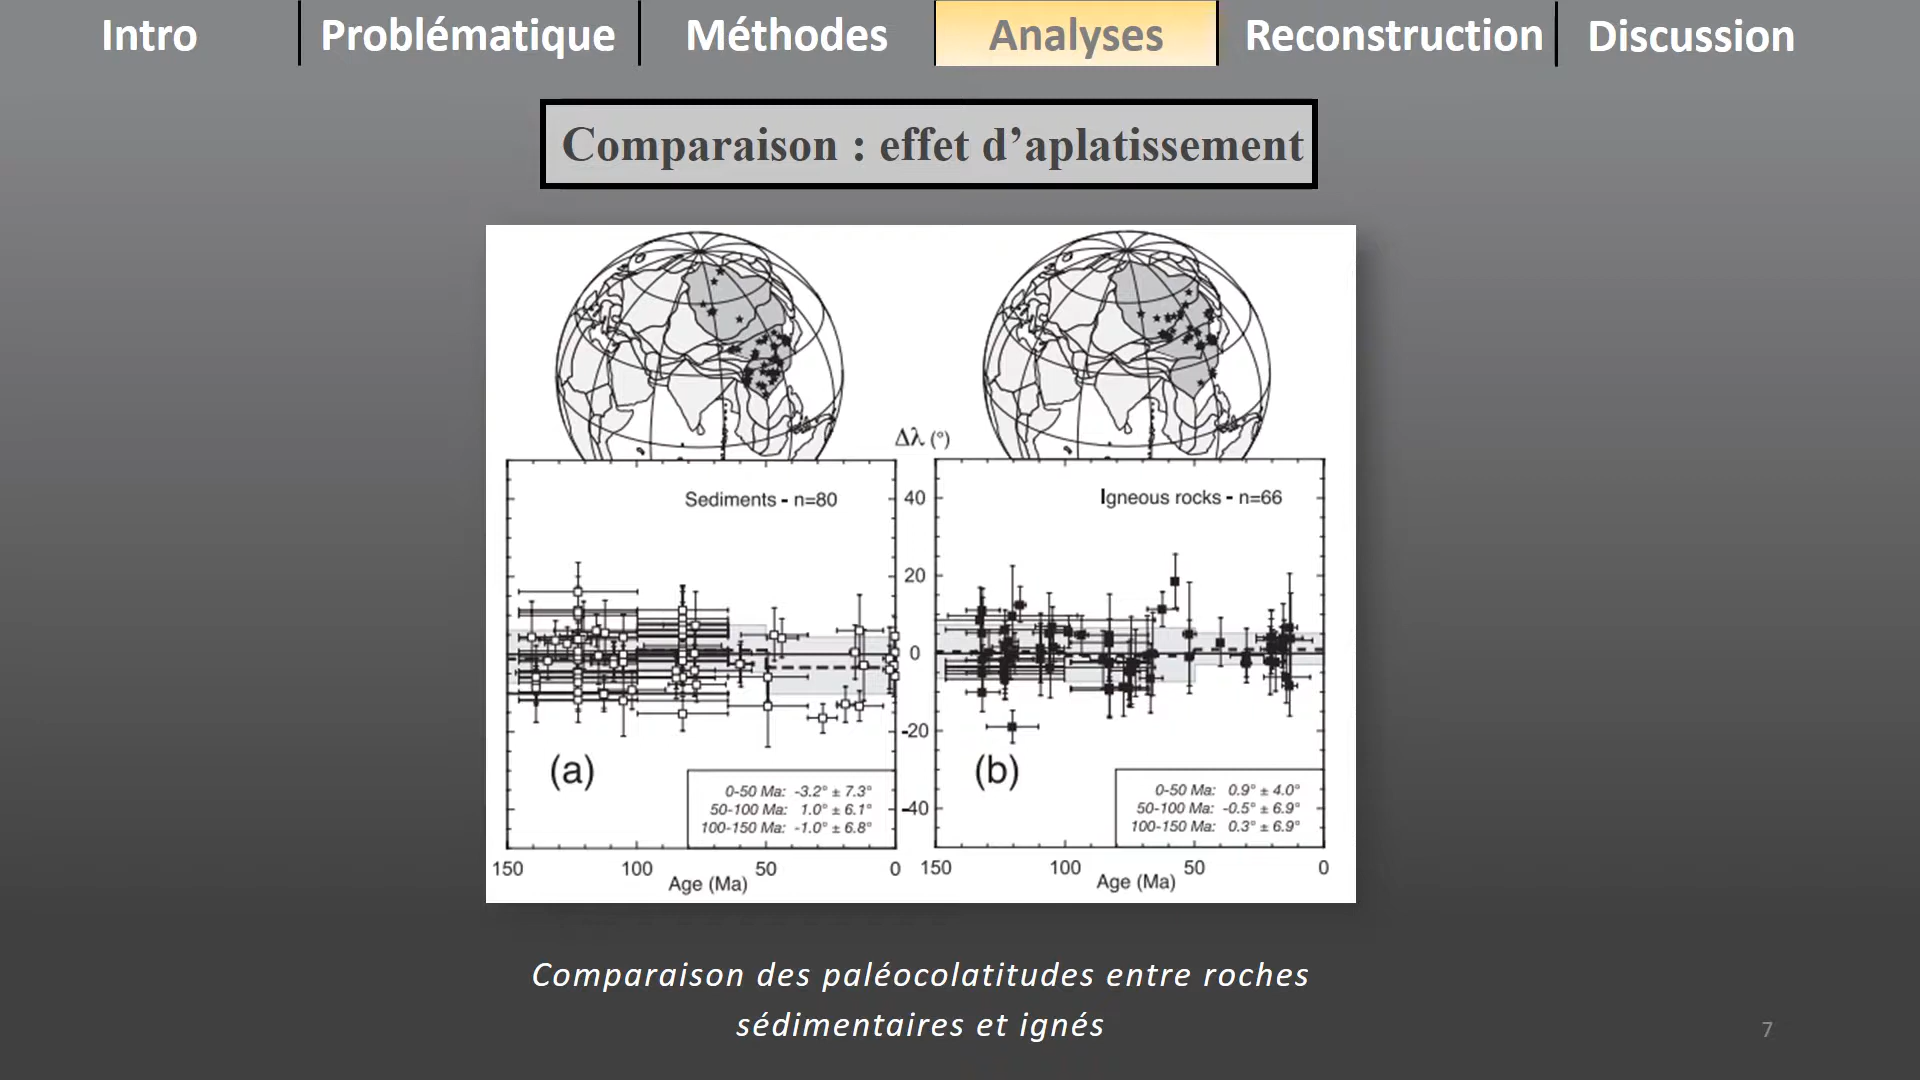 Intro
Problématique
Méthodes
Analyses
Reconstruction
Discussion
Comparaison : effet d’aplatissement
Δλ (°)
Sediments - n=80
Igneous rocks - n=66
40
20
0
-20
-40
(a)
(b)
0-50 Ma: -3.2° ± 7.3°
50-100 Ma: 1.0° ± 6.1°
100-150 Ma: -1.0° ± 6.8°
0-50 Ma: 0.9° ± 4.0°
50-100 Ma: -0.5° ± 6.9°
100-150 Ma: 0.3° ± 6.9°
150 100 50 0
Age (Ma)
150 100 50 0
Age (Ma)
Comparaison des paléocolatitudes entre roches
sédimentaires et ignés
7